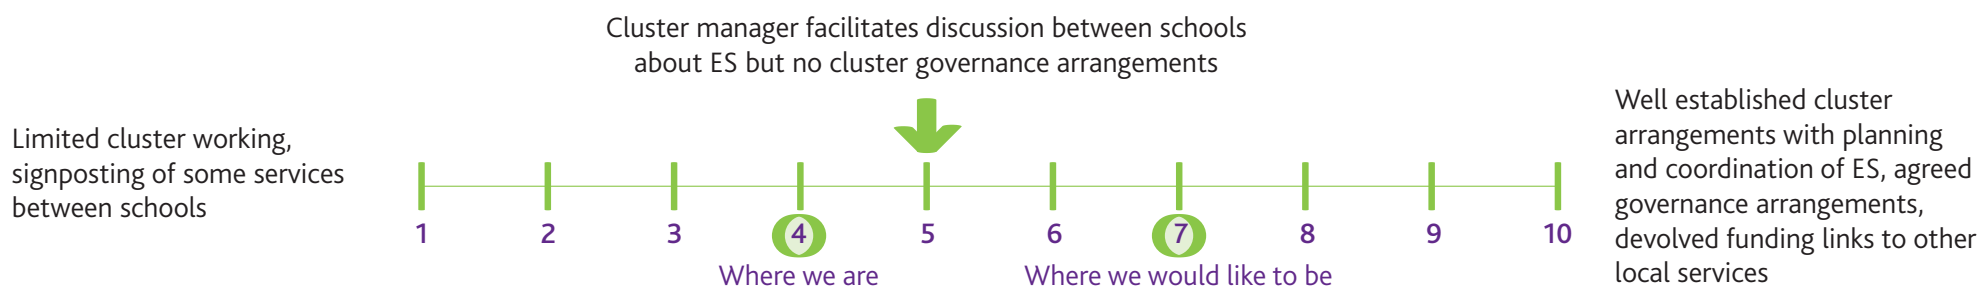 Cluster manager facilitates discussion between schools
about ES but no cluster governance arrangements
Limited cluster working,
signposting of some services
between schools
1 2 3 4 5 6 7 8 9 10
Where we are
Where we would like to be
Well established cluster
arrangements with planning
and coordination of ES, agreed
governance arrangements,
devolved funding links to other
local services